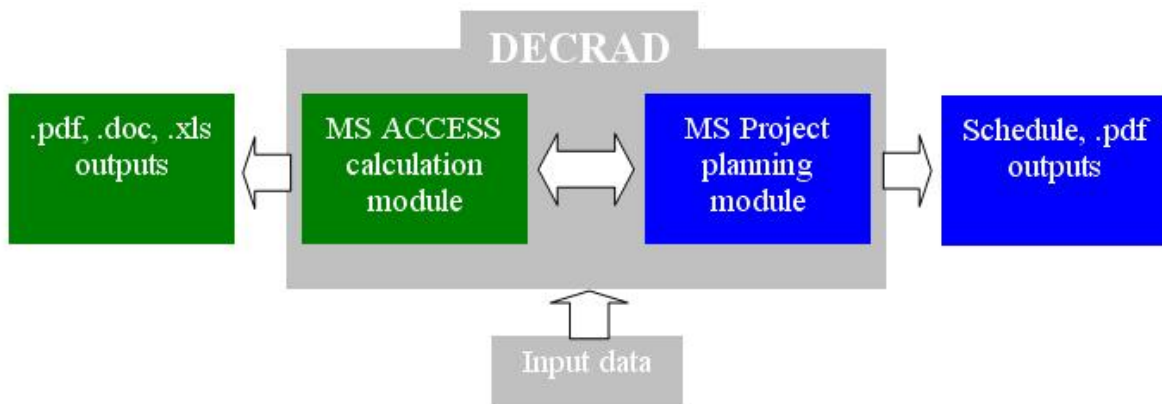 DECRAD
.pdf, .doc, .xls
outputs
MS ACCESS
calculation
module
MS Project
planning
module
Schedule, .pdf
outputs
Input data